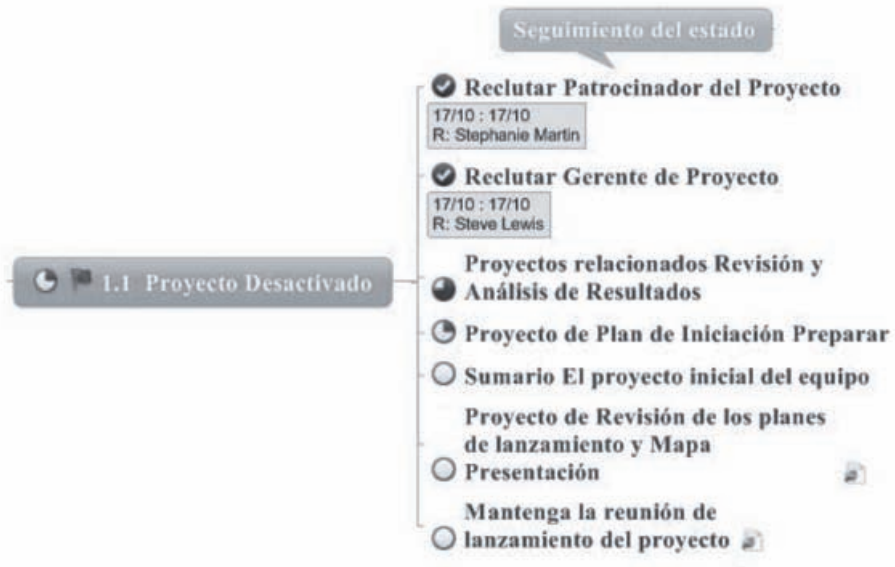 Seguimiento del estado
Reclutar Patrocinador del Proyecto
17/10 : 17/10
R: Stephanie Martin
Reclutar Gerente de Proyecto
17/10 : 17/10
R: Steve Lewis
1.1 Proyecto Desactivado
Proyectos relacionados Revisión y
Análisis de Resultados
Proyecto de Plan de Iniciación Preparar
Sumario El proyecto inicial del equipo
Proyecto de Revisión de los planes
de lanzamiento y Mapa
Presentación
Mantenga la reunión de
lanzamiento del proyecto